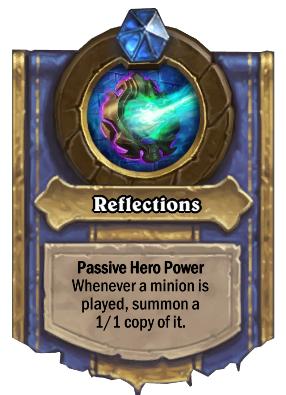 Reflections
Passive Hero Power
Whenever a minion is
played, summon a
1/1 copy of it.